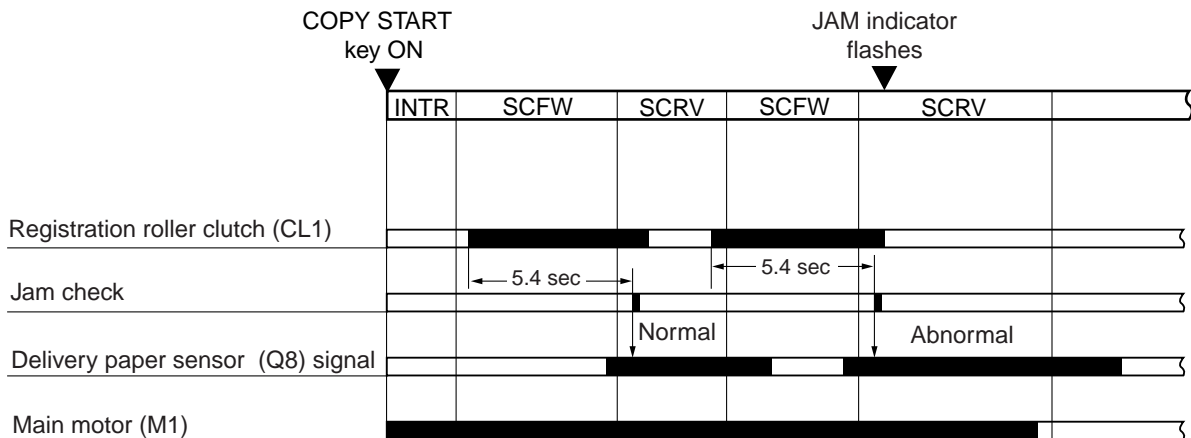 COPY START
key ON
JAM indicator
flashes
INTR SCFW SCRV SCFW SCRV
Registration roller clutch (CL1)
5.4 sec 5.4 sec
Jam check
Normal Abnormal
Delivery paper sensor (Q8) signal
Main motor (M1)